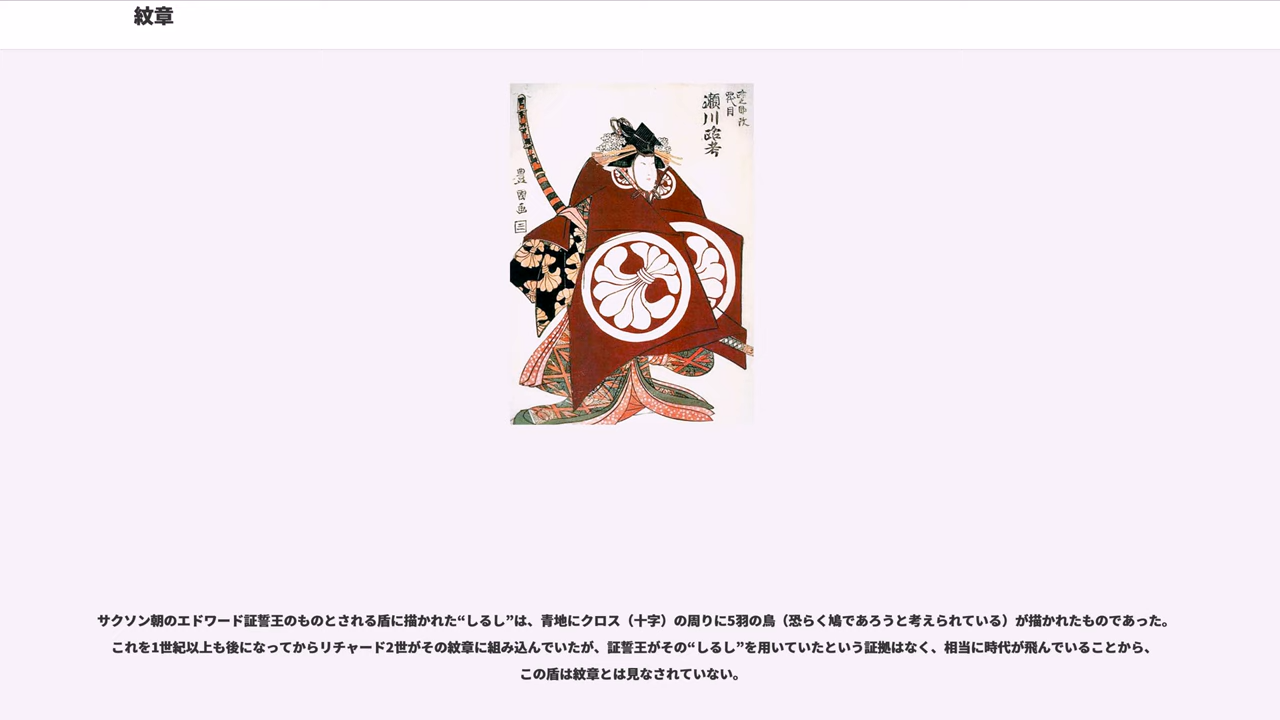 紋章
瀬川路考
豊国画
サクソン朝のエドワード証誓王のものとされる盾に描かれた“しるし”は、青地にクロス（十字）の周りに5羽の鳥（恐らく鳩であろうと考えられている）が描かれたものであった。
これを1世紀以上も後になってからリチャード2世がその紋章に組み込んでいたが、証誓王がその“しるし”を用いていたという証拠はなく、相当に時代が飛んでいることから、
この盾は紋章とは見なされていない。